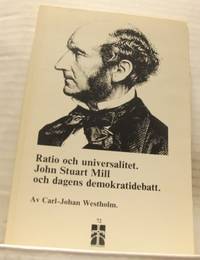 Ratio och universalitet.
John Stuart Mill
och dagens demokratidebatt.
Av Carl-Johan Westholm.
72